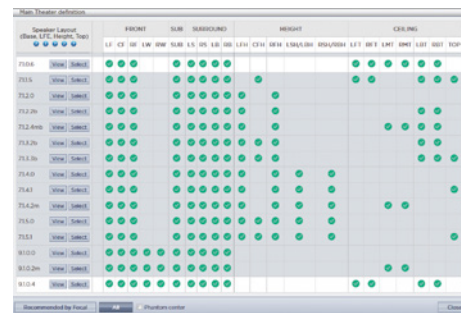 Main Theater definition
Speaker Layout
(Base, LFE, Height, Top)
FRONT SUB. SURROUND HEIGHT CEILING
LF CF RF LW RW SUB LS RS LB RB LFH CFH RFH LSH/LBH RSH/RBH LFT RFT LMT RMT LBT RBT TOP
7.1.0.6 View Select
7.1.1.5 View Select
7.1.2.0 View Select
7.1.2.2b View Select
7.1.2.4mb View Select
7.1.3.2b View Select
7.1.3.3b View Select
7.1.4.0 View Select
7.1.4.1 View Select
7.1.4.2m View Select
7.1.5.0 View Select
7.1.5.1 View Select
9.1.0.0 View Select
9.1.0.2m View Select
9.1.0.4 View Select
Recommended by Focal All Phantom center Close